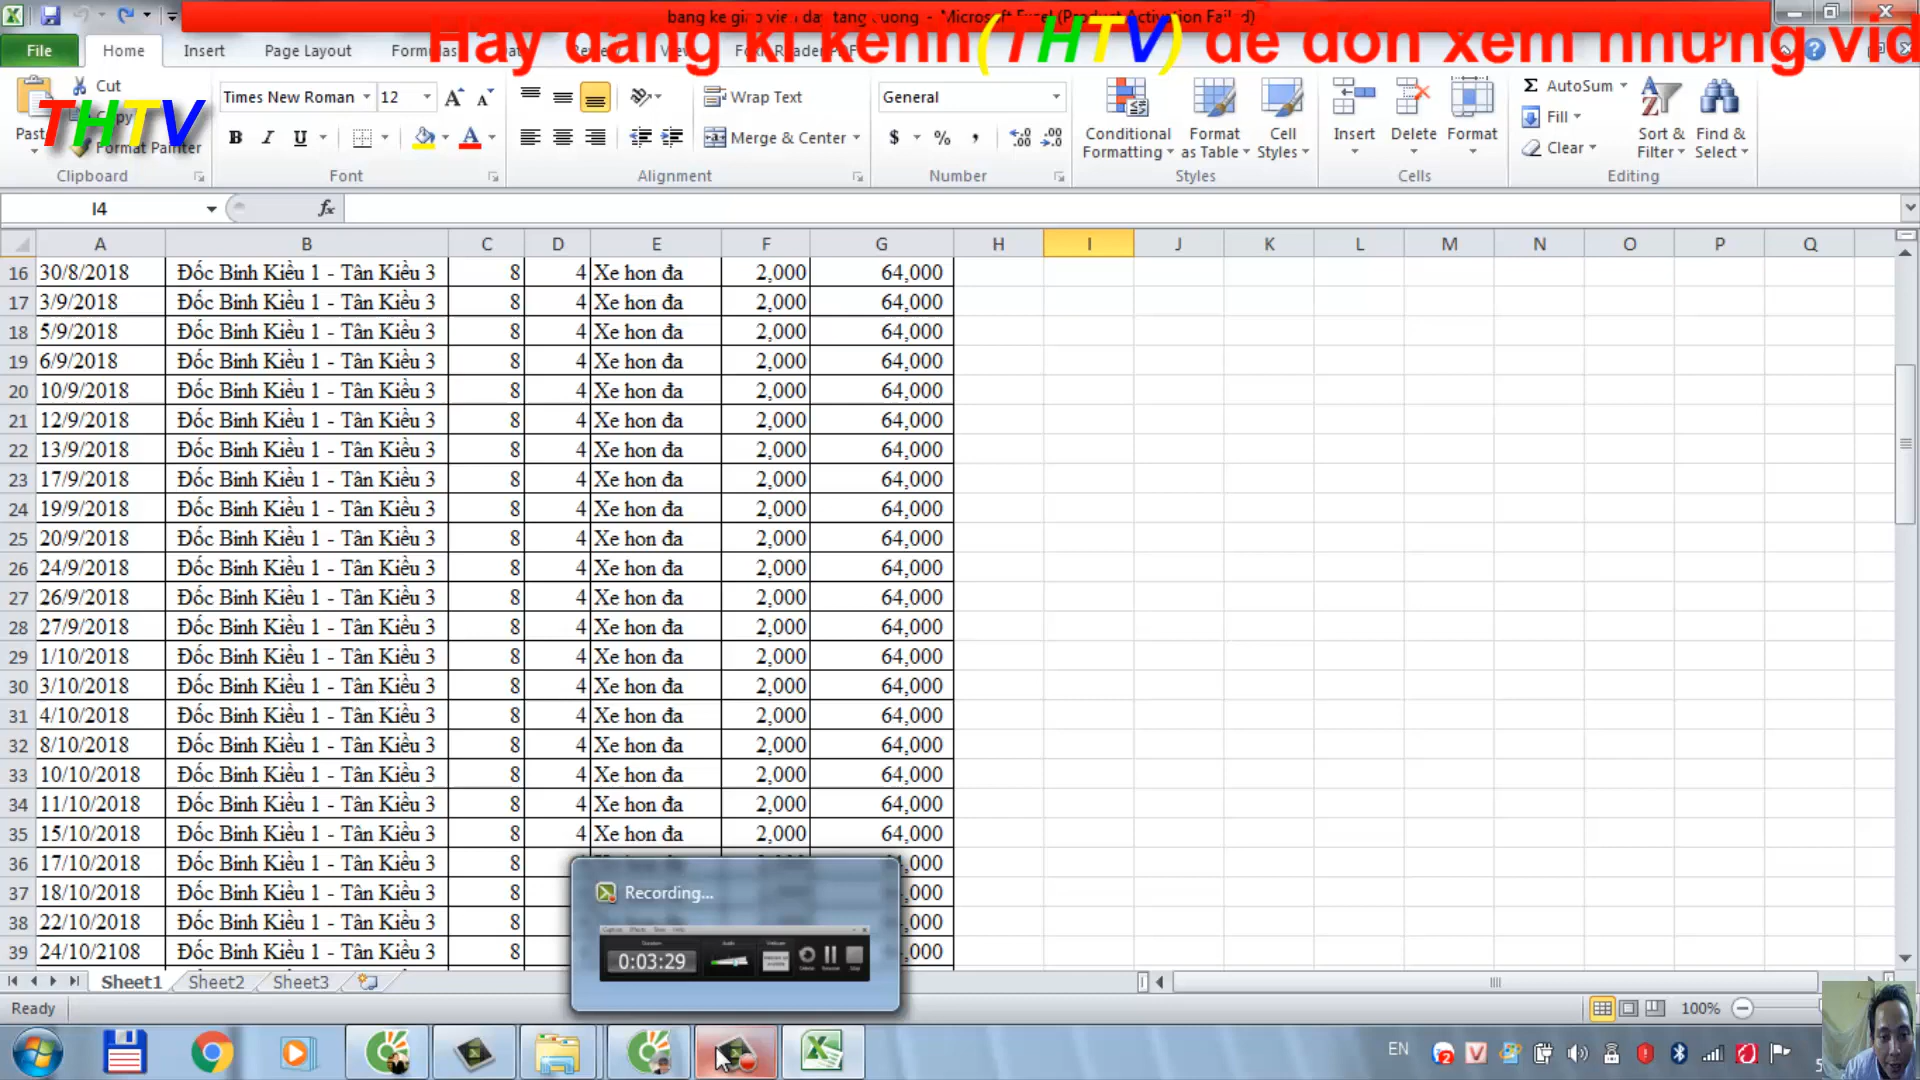 bang ke giao vien day tang cuong - Microsoft Excel (Product Activation Failed)
Hãy đăng kí kênh(THTV) để đón xem những vid
File Home Insert Page Layout Formulas
Cut
Format Painter
THTV
Clipboard
Times New Roman 12
B I U
Font
Wrap Text
Merge & Center
Alignment
General
$ % ,
Number
Conditional Formatting
Format as Table
Cell Styles
Styles
Insert Delete Format
Cells
AutoSum
Fill
Clear
Sort & Filter
Find & Select
Editing
I4 fx
A B C D E F G H I J K L M N O P Q
16 30/8/2018 Đốc Binh Kiều 1 - Tân Kiều 3 8 4 Xe hon đa 2,000 64,000
17 3/9/2018 Đốc Binh Kiều 1 - Tân Kiều 3 8 4 Xe hon đa 2,000 64,000
18 5/9/2018 Đốc Binh Kiều 1 - Tân Kiều 3 8 4 Xe hon đa 2,000 64,000
19 6/9/2018 Đốc Binh Kiều 1 - Tân Kiều 3 8 4 Xe hon đa 2,000 64,000
20 10/9/2018 Đốc Binh Kiều 1 - Tân Kiều 3 8 4 Xe hon đa 2,000 64,000
21 12/9/2018 Đốc Binh Kiều 1 - Tân Kiều 3 8 4 Xe hon đa 2,000 64,000
22 13/9/2018 Đốc Binh Kiều 1 - Tân Kiều 3 8 4 Xe hon đa 2,000 64,000
23 17/9/2018 Đốc Binh Kiều 1 - Tân Kiều 3 8 4 Xe hon đa 2,000 64,000
24 19/9/2018 Đốc Binh Kiều 1 - Tân Kiều 3 8 4 Xe hon đa 2,000 64,000
25 20/9/2018 Đốc Binh Kiều 1 - Tân Kiều 3 8 4 Xe hon đa 2,000 64,000
26 24/9/2018 Đốc Binh Kiều 1 - Tân Kiều 3 8 4 Xe hon đa 2,000 64,000
27 26/9/2018 Đốc Binh Kiều 1 - Tân Kiều 3 8 4 Xe hon đa 2,000 64,000
28 27/9/2018 Đốc Binh Kiều 1 - Tân Kiều 3 8 4 Xe hon đa 2,000 64,000
29 1/10/2018 Đốc Binh Kiều 1 - Tân Kiều 3 8 4 Xe hon đa 2,000 64,000
30 3/10/2018 Đốc Binh Kiều 1 - Tân Kiều 3 8 4 Xe hon đa 2,000 64,000
31 4/10/2018 Đốc Binh Kiều 1 - Tân Kiều 3 8 4 Xe hon đa 2,000 64,000
32 8/10/2018 Đốc Binh Kiều 1 - Tân Kiều 3 8 4 Xe hon đa 2,000 64,000
33 10/10/2018 Đốc Binh Kiều 1 - Tân Kiều 3 8 4 Xe hon đa 2,000 64,000
34 11/10/2018 Đốc Binh Kiều 1 - Tân Kiều 3 8 4 Xe hon đa 2,000 64,000
35 15/10/2018 Đốc Binh Kiều 1 - Tân Kiều 3 8 4 Xe hon đa 2,000 64,000
36 17/10/2018 Đốc Binh Kiều 1 - Tân Kiều 3 8
37 18/10/2018 Đốc Binh Kiều 1 - Tân Kiều 3 8
38 22/10/2018 Đốc Binh Kiều 1 - Tân Kiều 3 8
39 24/10/2108 Đốc Binh Kiều 1 - Tân Kiều 3 8
Recording...
0:03:29
Sheet1 Sheet2 Sheet3
Ready 100%
EN